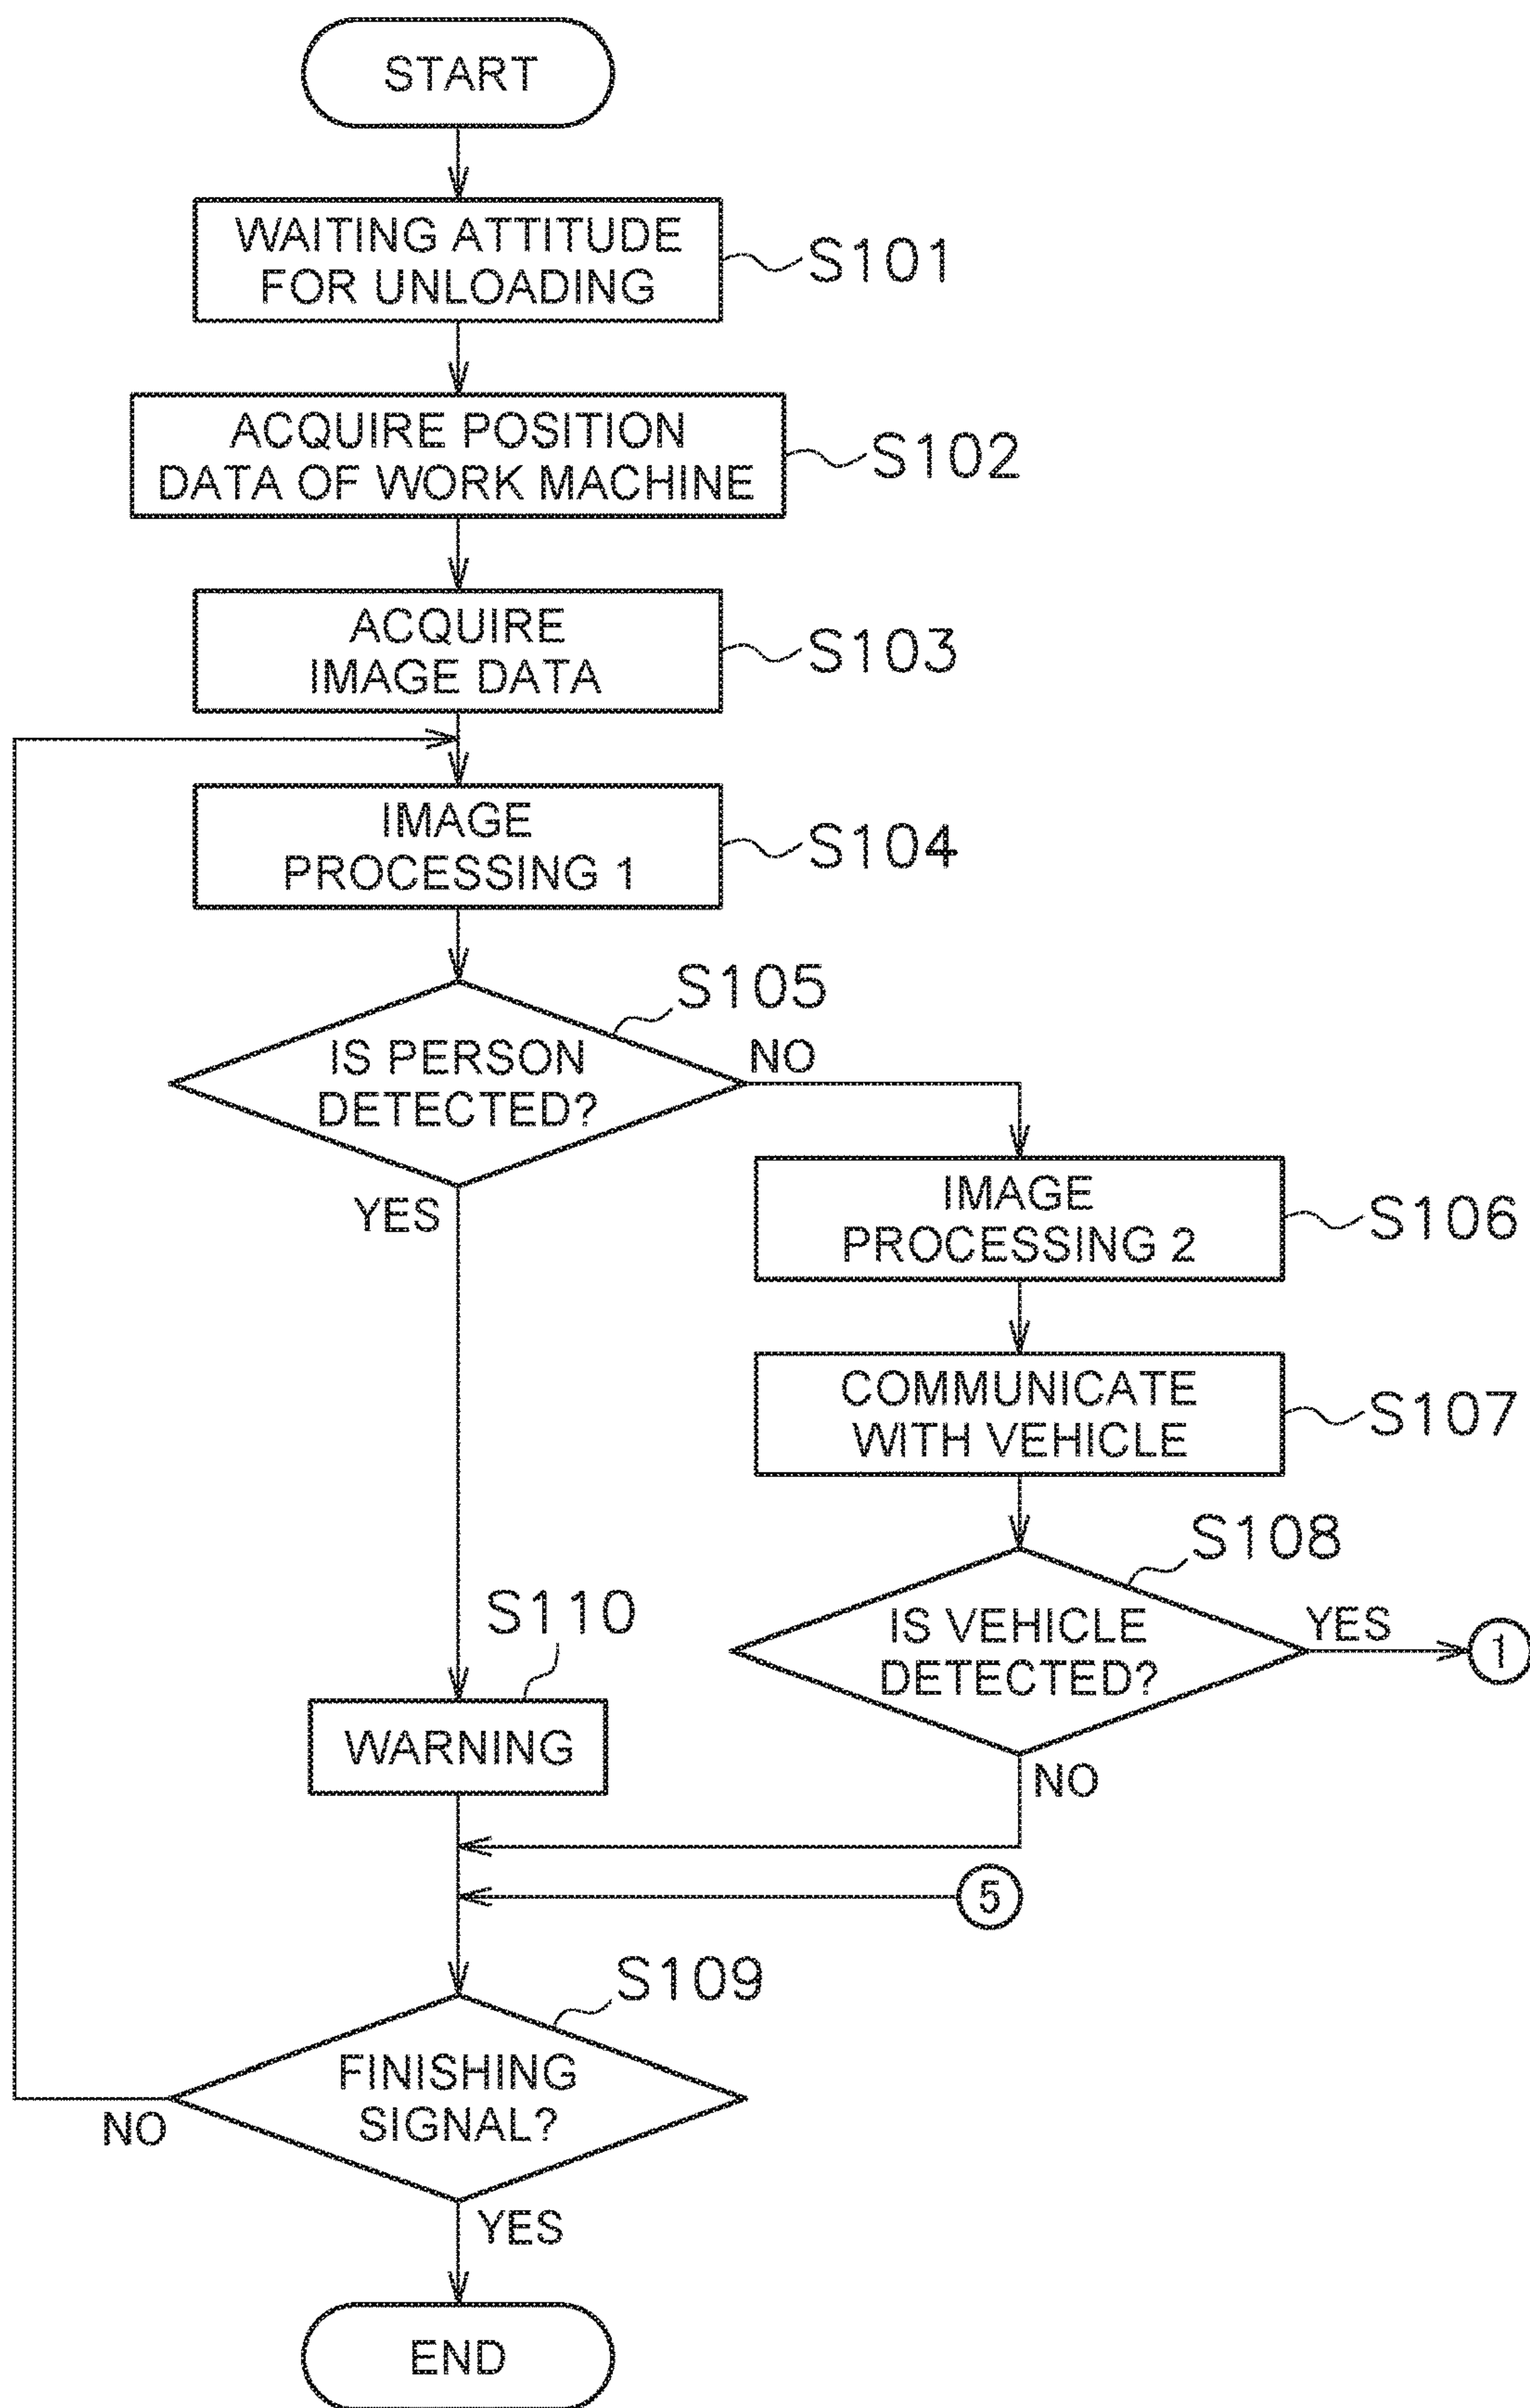 START
WAITING ATTITUDE
FOR UNLOADING
S101
ACQUIRE POSITION
DATA OF WORK MACHINE
S102
ACQUIRE
IMAGE DATA
S103
IMAGE
PROCESSING 1
S104
S105
IS PERSON
DETECTED?
NO
YES
IMAGE
PROCESSING 2
S106
COMMUNICATE
WITH VEHICLE
S107
S108
IS VEHICLE
DETECTED?
YES
1
NO
S110
WARNING
5
S109
FINISHING
SIGNAL?
NO
YES
END